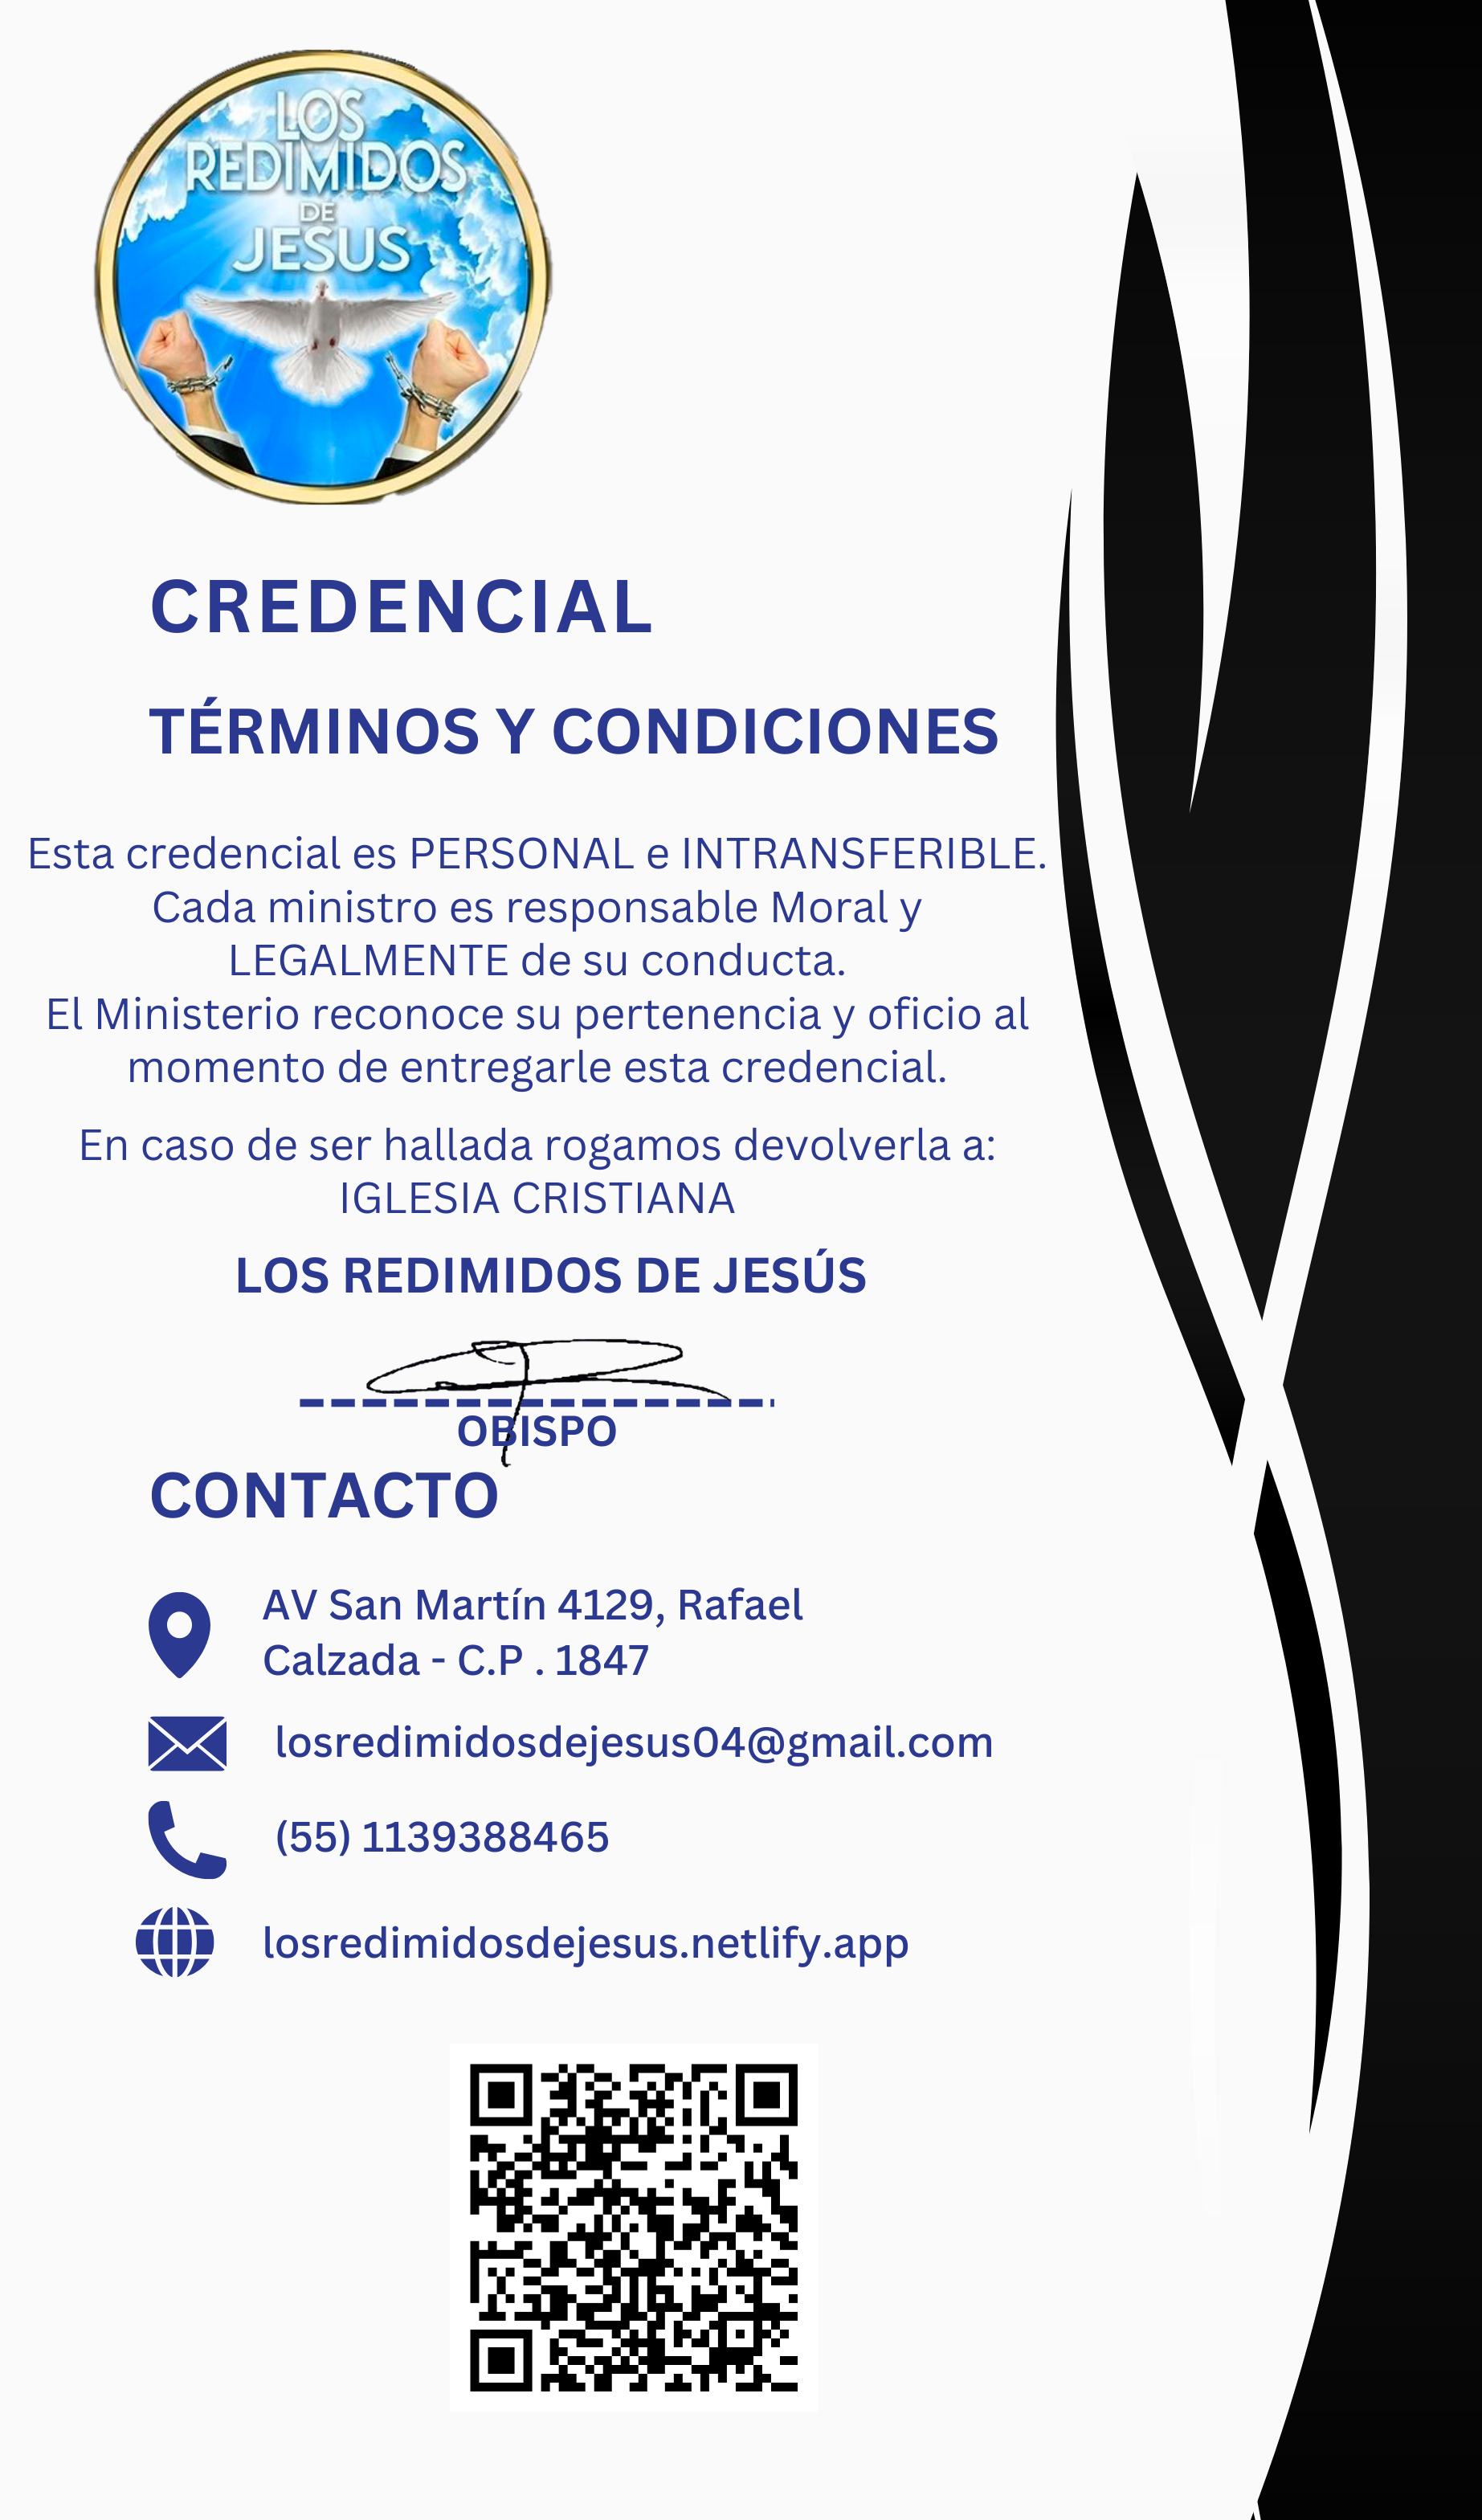 LOS
REDIMIDOS
DE
JESUS
CREDENCIAL
TÉRMINOS Y CONDICIONES
Esta credencial es PERSONAL e INTRANSFERIBLE.
Cada ministro es responsable Moral y
LEGALMENTE de su conducta.
El Ministerio reconoce su pertenencia y oficio al
momento de entregarle esta credencial.
En caso de ser hallada rogamos devolverla a:
IGLESIA CRISTIANA
LOS REDIMIDOS DE JESÚS
OBISPO
CONTACTO
AV San Martín 4129, Rafael
Calzada - C.P . 1847
losredimidosdejesus04@gmail.com
(55) 1139388465
losredimidosdejesus.netlify.app